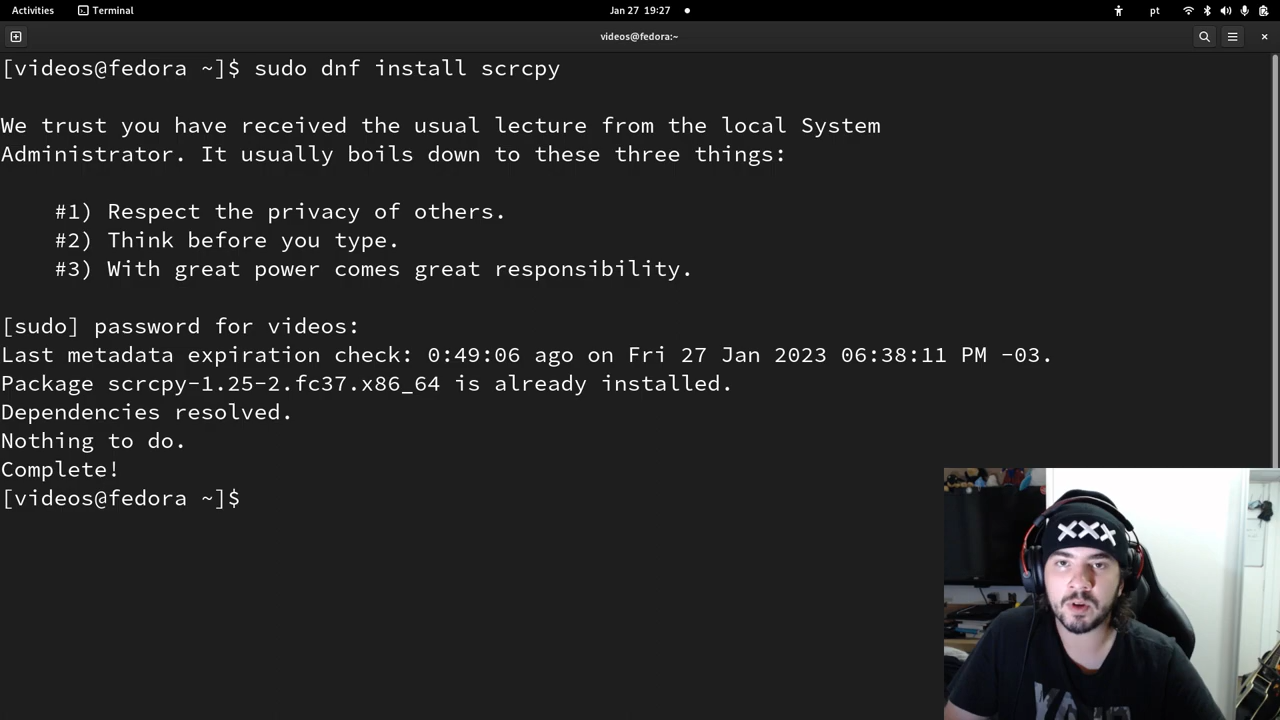 Activities
Terminal
Jan 27 19:27
pt
videos@fedora:~
[videos@fedora ~]$ sudo dnf install scrcpy
We trust you have received the usual lecture from the local System
Administrator. It usually boils down to these three things:
#1) Respect the privacy of others.
#2) Think before you type.
#3) With great power comes great responsibility.
[sudo] password for videos:
Last metadata expiration check: 0:49:06 ago on Fri 27 Jan 2023 06:38:11 PM -03.
Package scrcpy-1.25-2.fc37.x86_64 is already installed.
Dependencies resolved.
Nothing to do.
Complete!
[videos@fedora ~]$
XXX